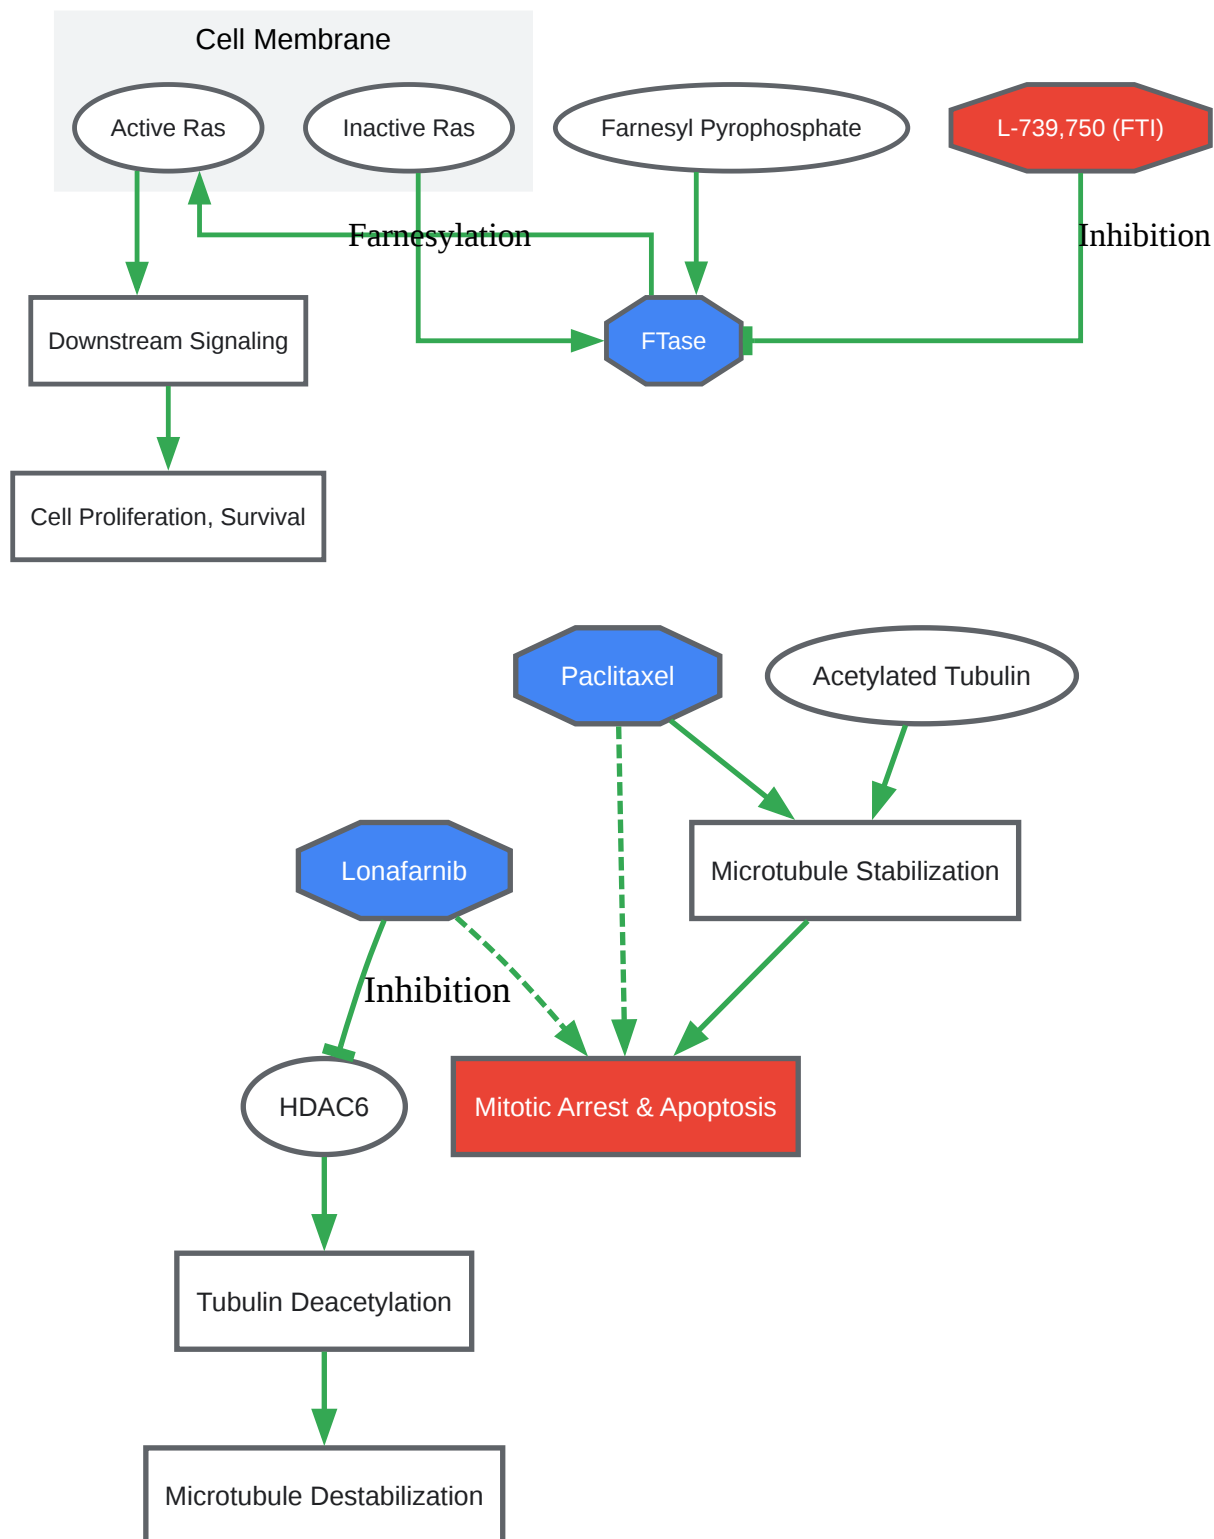 Cell Membrane
Active Ras
Inactive Ras
Farnesyl Pyrophosphate
L-739,750 (FTI)
Farnesylation
Inhibition
Downstream Signaling
FTase
Cell Proliferation, Survival
Paclitaxel
Acetylated Tubulin
Lonafarnib
Microtubule Stabilization
Inhibition
HDAC6
Mitotic Arrest & Apoptosis
Tubulin Deacetylation
Microtubule Destabilization